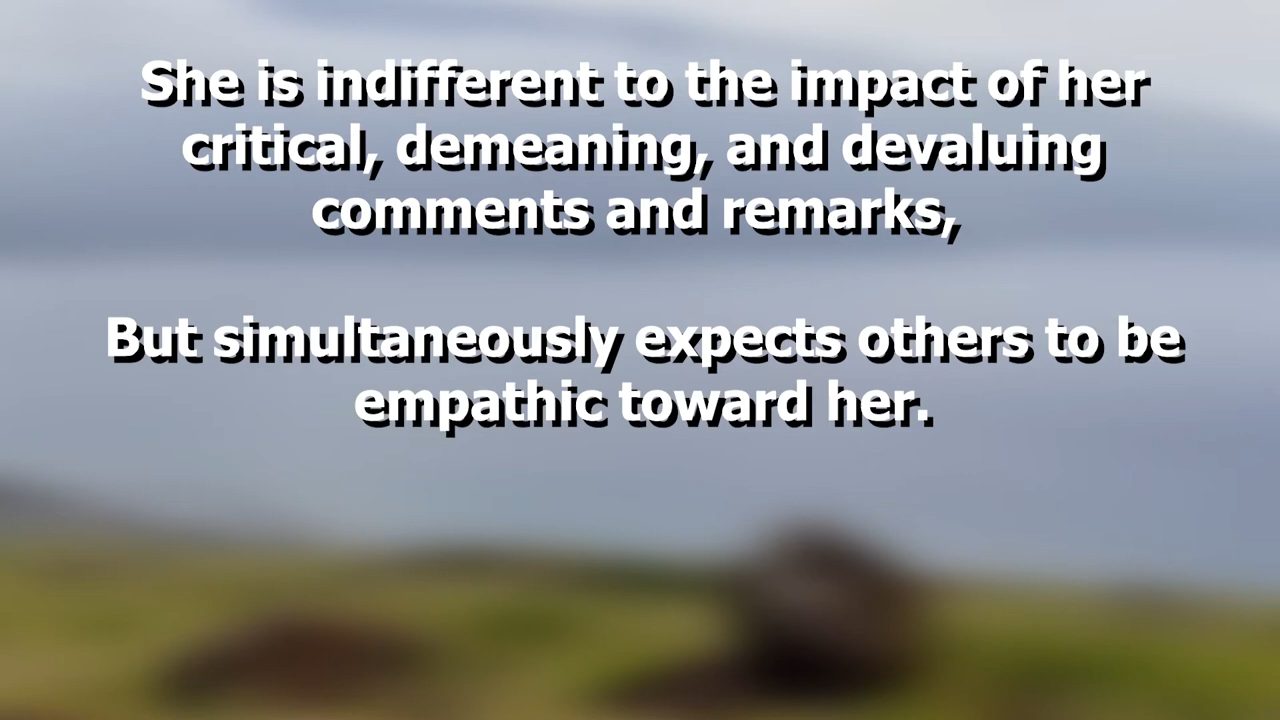 She is indifferent to the impact of her
critical, demeaning, and devaluing
comments and remarks,
But simultaneously expects others to be
empathic toward her.